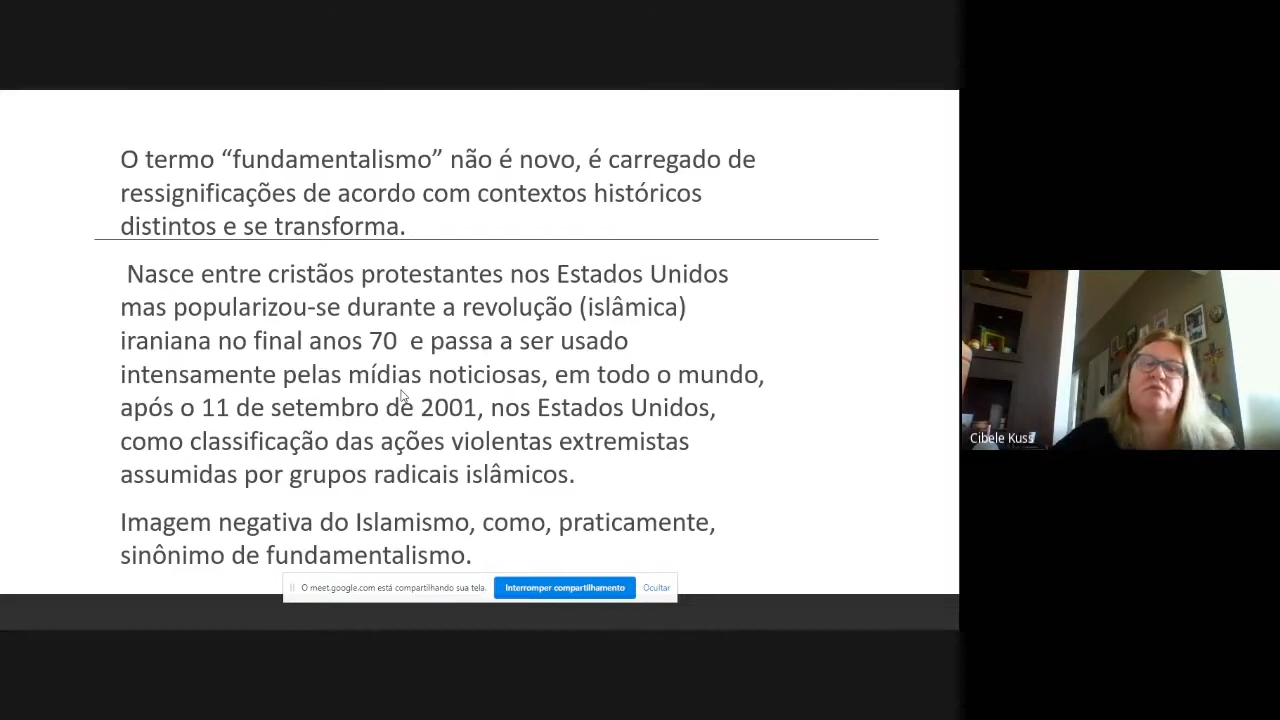 O termo “fundamentalismo” não é novo, é carregado de
ressignificações de acordo com contextos históricos
distintos e se transforma.
Nasce entre cristãos protestantes nos Estados Unidos
mas popularizou-se durante a revolução (islâmica)
iraniana no final anos 70 e passa a ser usado
intensamente pelas mídias noticiosas, em todo o mundo,
após o 11 de setembro de 2001, nos Estados Unidos,
como classificação das ações violentas extremistas
assumidas por grupos radicais islâmicos.
Imagem negativa do Islamismo, como, praticamente,
sinônimo de fundamentalismo.
O meet.google.com está compartilhando sua tela.
Interromper compartilhamento
Ocultar
Cibele Kuss